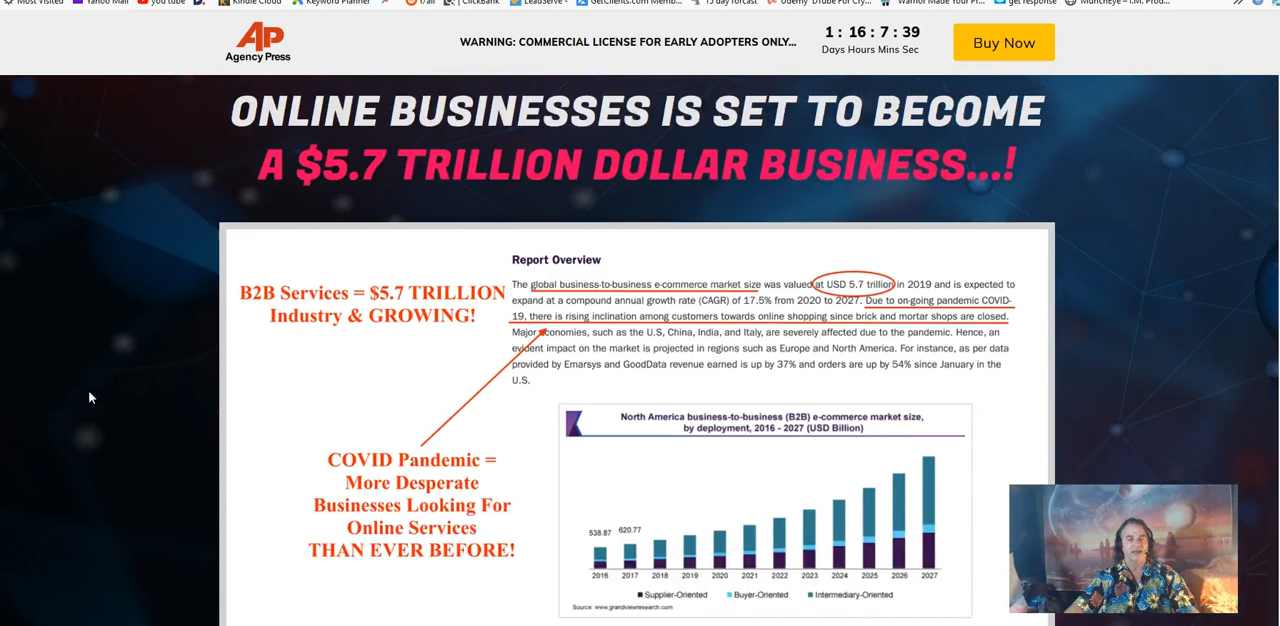 Most Visited Yahoo Mail you tube Kindle Cloud Keyword Planner r/all ClickBank LeadServe - GetClients.com Memb... 15 day forcast Udemy DTube For Cry... Warrior Made Your Pr... get response MunchEye – I.M. Prod...
AP
Agency Press
WARNING: COMMERCIAL LICENSE FOR EARLY ADOPTERS ONLY...
1 : 16 : 7 : 39
Days Hours Mins Sec
Buy Now
ONLINE BUSINESSES IS SET TO BECOME
A $5.7 TRILLION DOLLAR BUSINESS...!
B2B Services = $5.7 TRILLION
Industry & GROWING!
Report Overview
The global business-to-business e-commerce market size was valued at USD 5.7 trillion in 2019 and is expected to
expand at a compound annual growth rate (CAGR) of 17.5% from 2020 to 2027. Due to on-going pandemic COVID-
19, there is rising inclination among customers towards online shopping since brick and mortar shops are closed.
Major economies, such as the U.S, China, India, and Italy, are severely affected due to the pandemic. Hence, an
evident impact on the market is projected in regions such as Europe and North America. For instance, as per data
provided by Emarsys and GoodData revenue earned is up by 37% and orders are up by 54% since January in the
U.S.
COVID Pandemic =
More Desperate
Businesses Looking For
Online Services
THAN EVER BEFORE!
North America business-to-business (B2B) e-commerce market size,
by deployment, 2016 - 2027 (USD Billion)
538.87 620.77
2016 2017 2018 2019 2020 2021 2022 2023 2024 2025 2026 2027
Supplier-Oriented Buyer-Oriented Intermediary-Oriented
Source: www.grandviewresearch.com